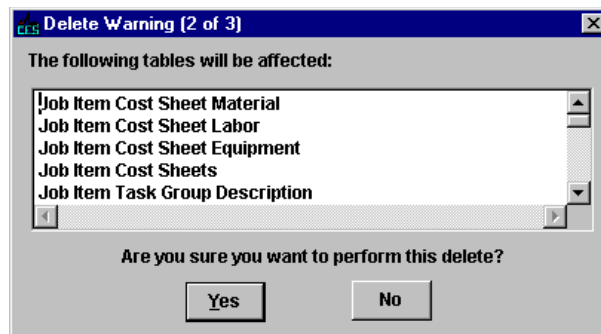 CES
Delete Warning (2 of 3)
The following tables will be affected:
Job Item Cost Sheet Material
Job Item Cost Sheet Labor
Job Item Cost Sheet Equipment
Job Item Cost Sheets
Job Item Task Group Description
Are you sure you want to perform this delete?
Yes
No